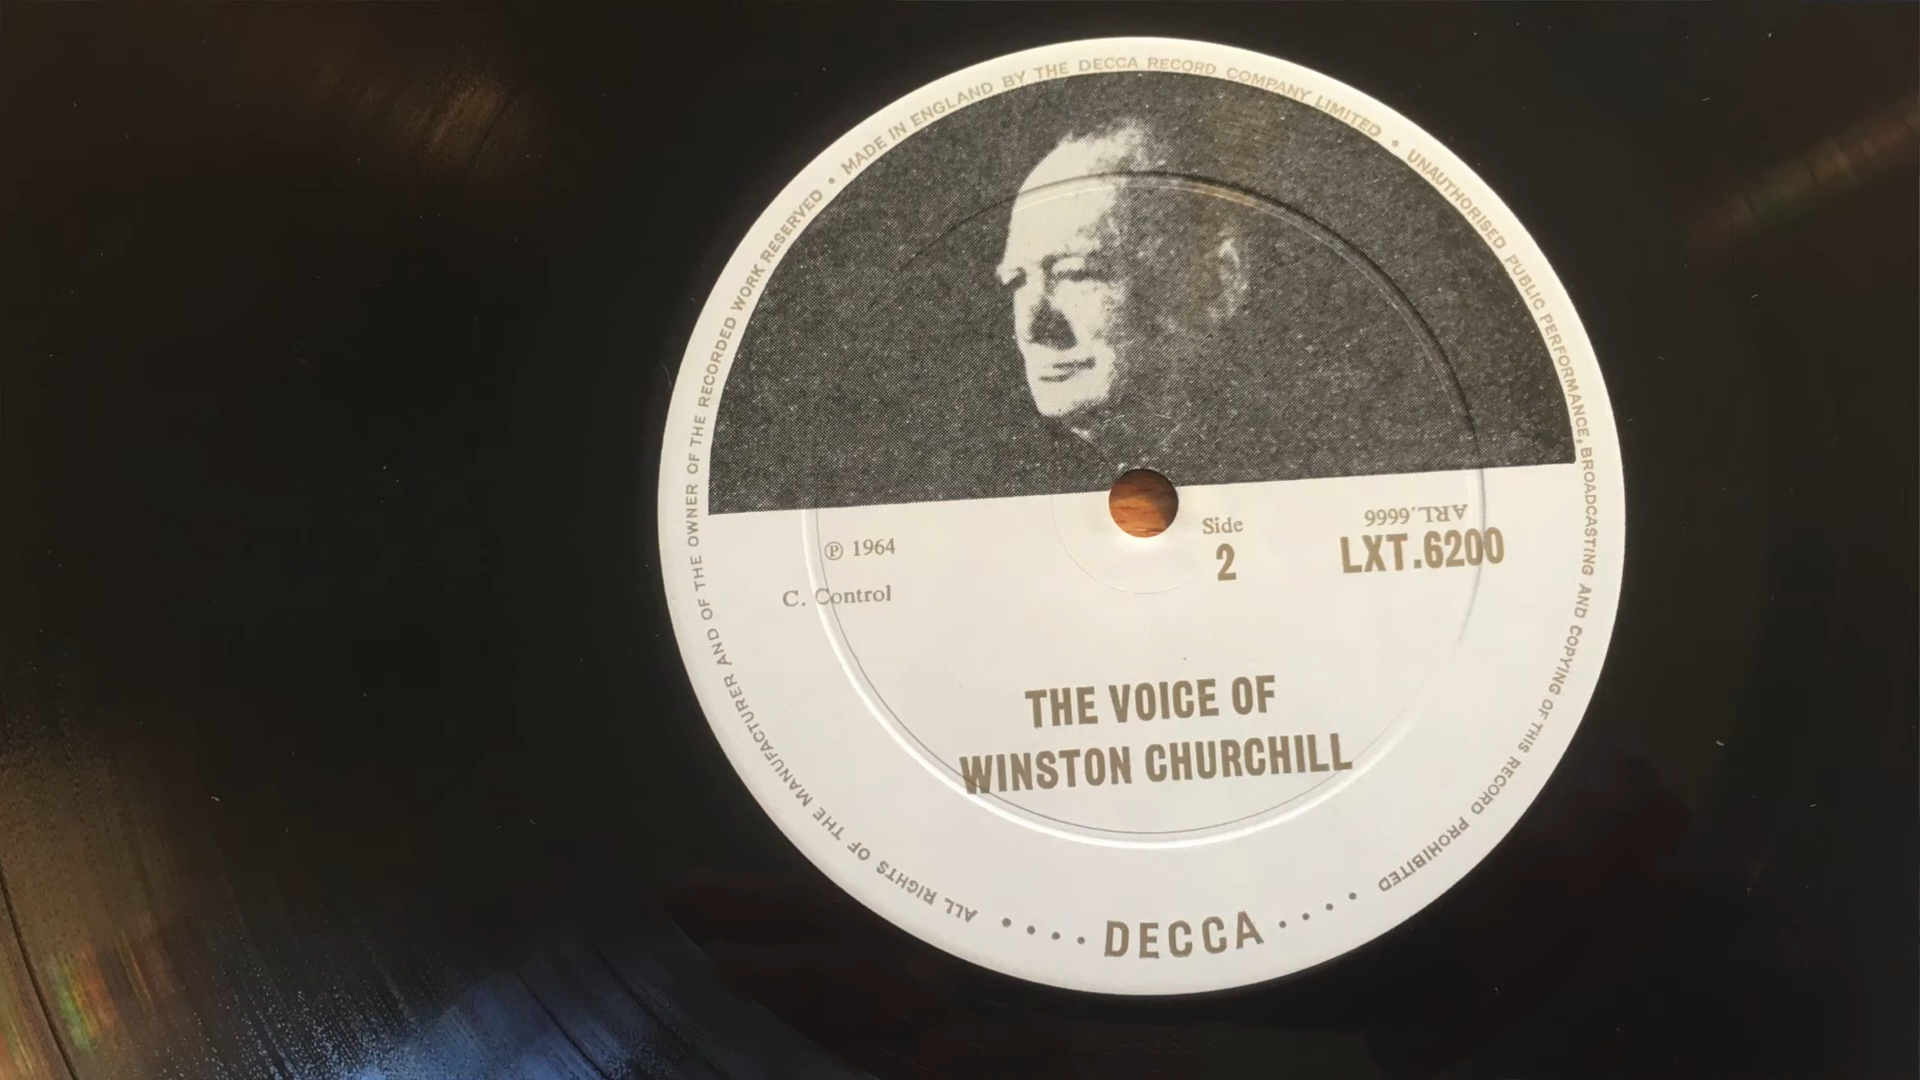 ALL RIGHTS OF THE MANUFACTURER AND OF THE OWNER OF THE RECORDED WORK RESERVED • MADE IN ENGLAND BY THE DECCA RECORD COMPANY LIMITED • UNAUTHORISED PUBLIC PERFORMANCE, BROADCASTING AND COPYING OF THIS RECORD PROHIBITED
℗ 1964
C. Control
Side
2
ARL.6666
LXT.6200
THE VOICE OF
WINSTON CHURCHILL
•••• DECCA ••••